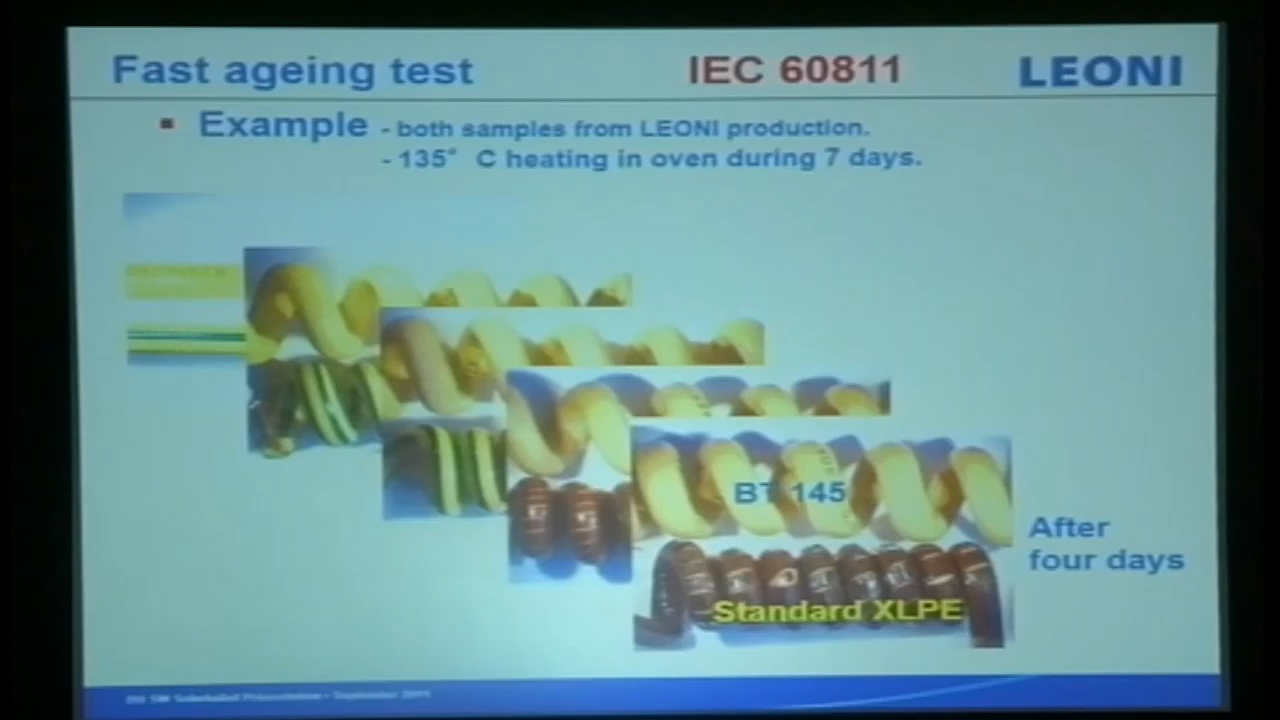 Fast ageing test
IEC 60811
LEONI
Example - both samples from LEONI production.
- 135° C heating in oven during 7 days.
BT 145
After
four days
Standard XLPE